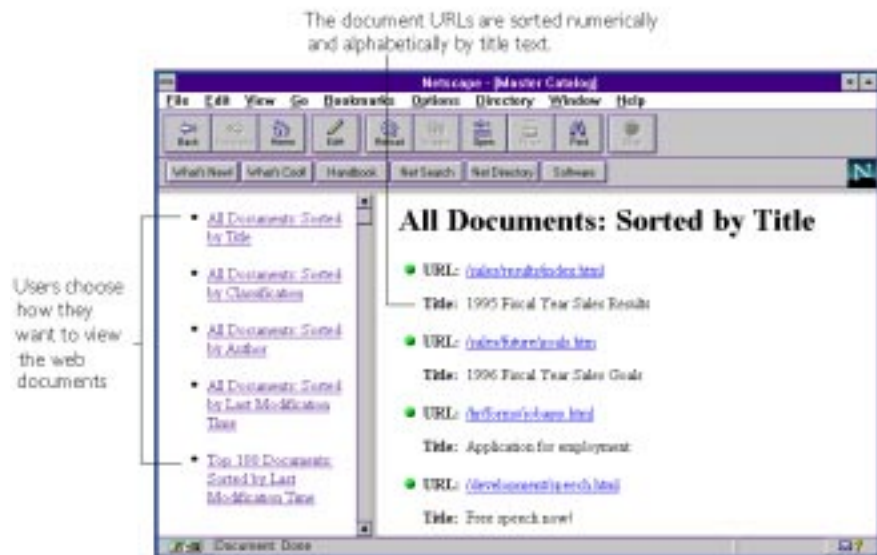 The document URLs are sorted numerically
and alphabetically by title text.
Netscape - [Master Catalog]
File Edit View Go Bookmarks Options Directory Window Help
Back Home Edit Reload Open Find
What's New! What's Cool! Handbook Net Search Net Directory Software
N
Users choose
how they
want to view
the web
documents
• All Documents: Sorted
by Title
• All Documents: Sorted
by Classification
• All Documents: Sorted
by Author
• All Documents: Sorted
by Last Modification
Time
• Top 100 Documents:
Sorted by Last
Modification Time
All Documents: Sorted by Title
URL: /sales/results/index.html
Title: 1995 Fiscal Year Sales Results
URL: /sales/future/goals.htm
Title: 1996 Fiscal Year Sales Goals
URL: /hr/forms/jobapp.html
Title: Application for employment
URL: /development/speech.html
Title: Free speech now!
Document: Done